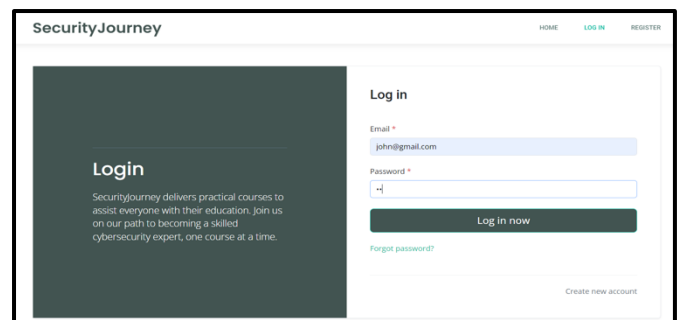 SecurityJourney
HOME LOG IN REGISTER
Log in
Email *
john@gmail.com
Password *
••
Log in now
Forgot password?
Create new account
Login
SecurityJourney delivers practical courses to
assist everyone with their education. Join us
on our path to becoming a skilled
cybersecurity expert, one course at a time.